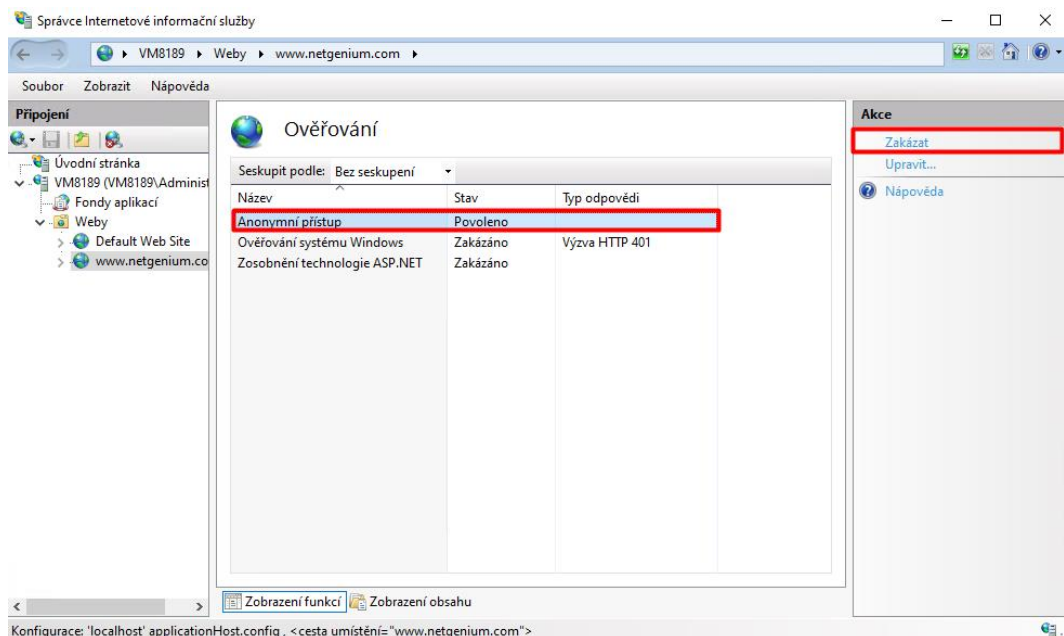 Správce Internetové informační služby
VM8189 Weby www.netgenium.com
Soubor Zobrazit Nápověda
Připojení
Úvodní stránka
VM8189 (VM8189\Administ
Fondy aplikací
Weby
Default Web Site
www.netgenium.co
Ověřování
Seskupit podle: Bez seskupení
Název Stav Typ odpovědi
Anonymní přístup Povoleno
Ověřování systému Windows Zakázáno Výzva HTTP 401
Zosobnění technologie ASP.NET Zakázáno
Zobrazení funkcí Zobrazení obsahu
Akce
Zakázat
Upravit...
Nápověda
Konfigurace: 'localhost' applicationHost.config , <cesta umístění="www.netgenium.com">